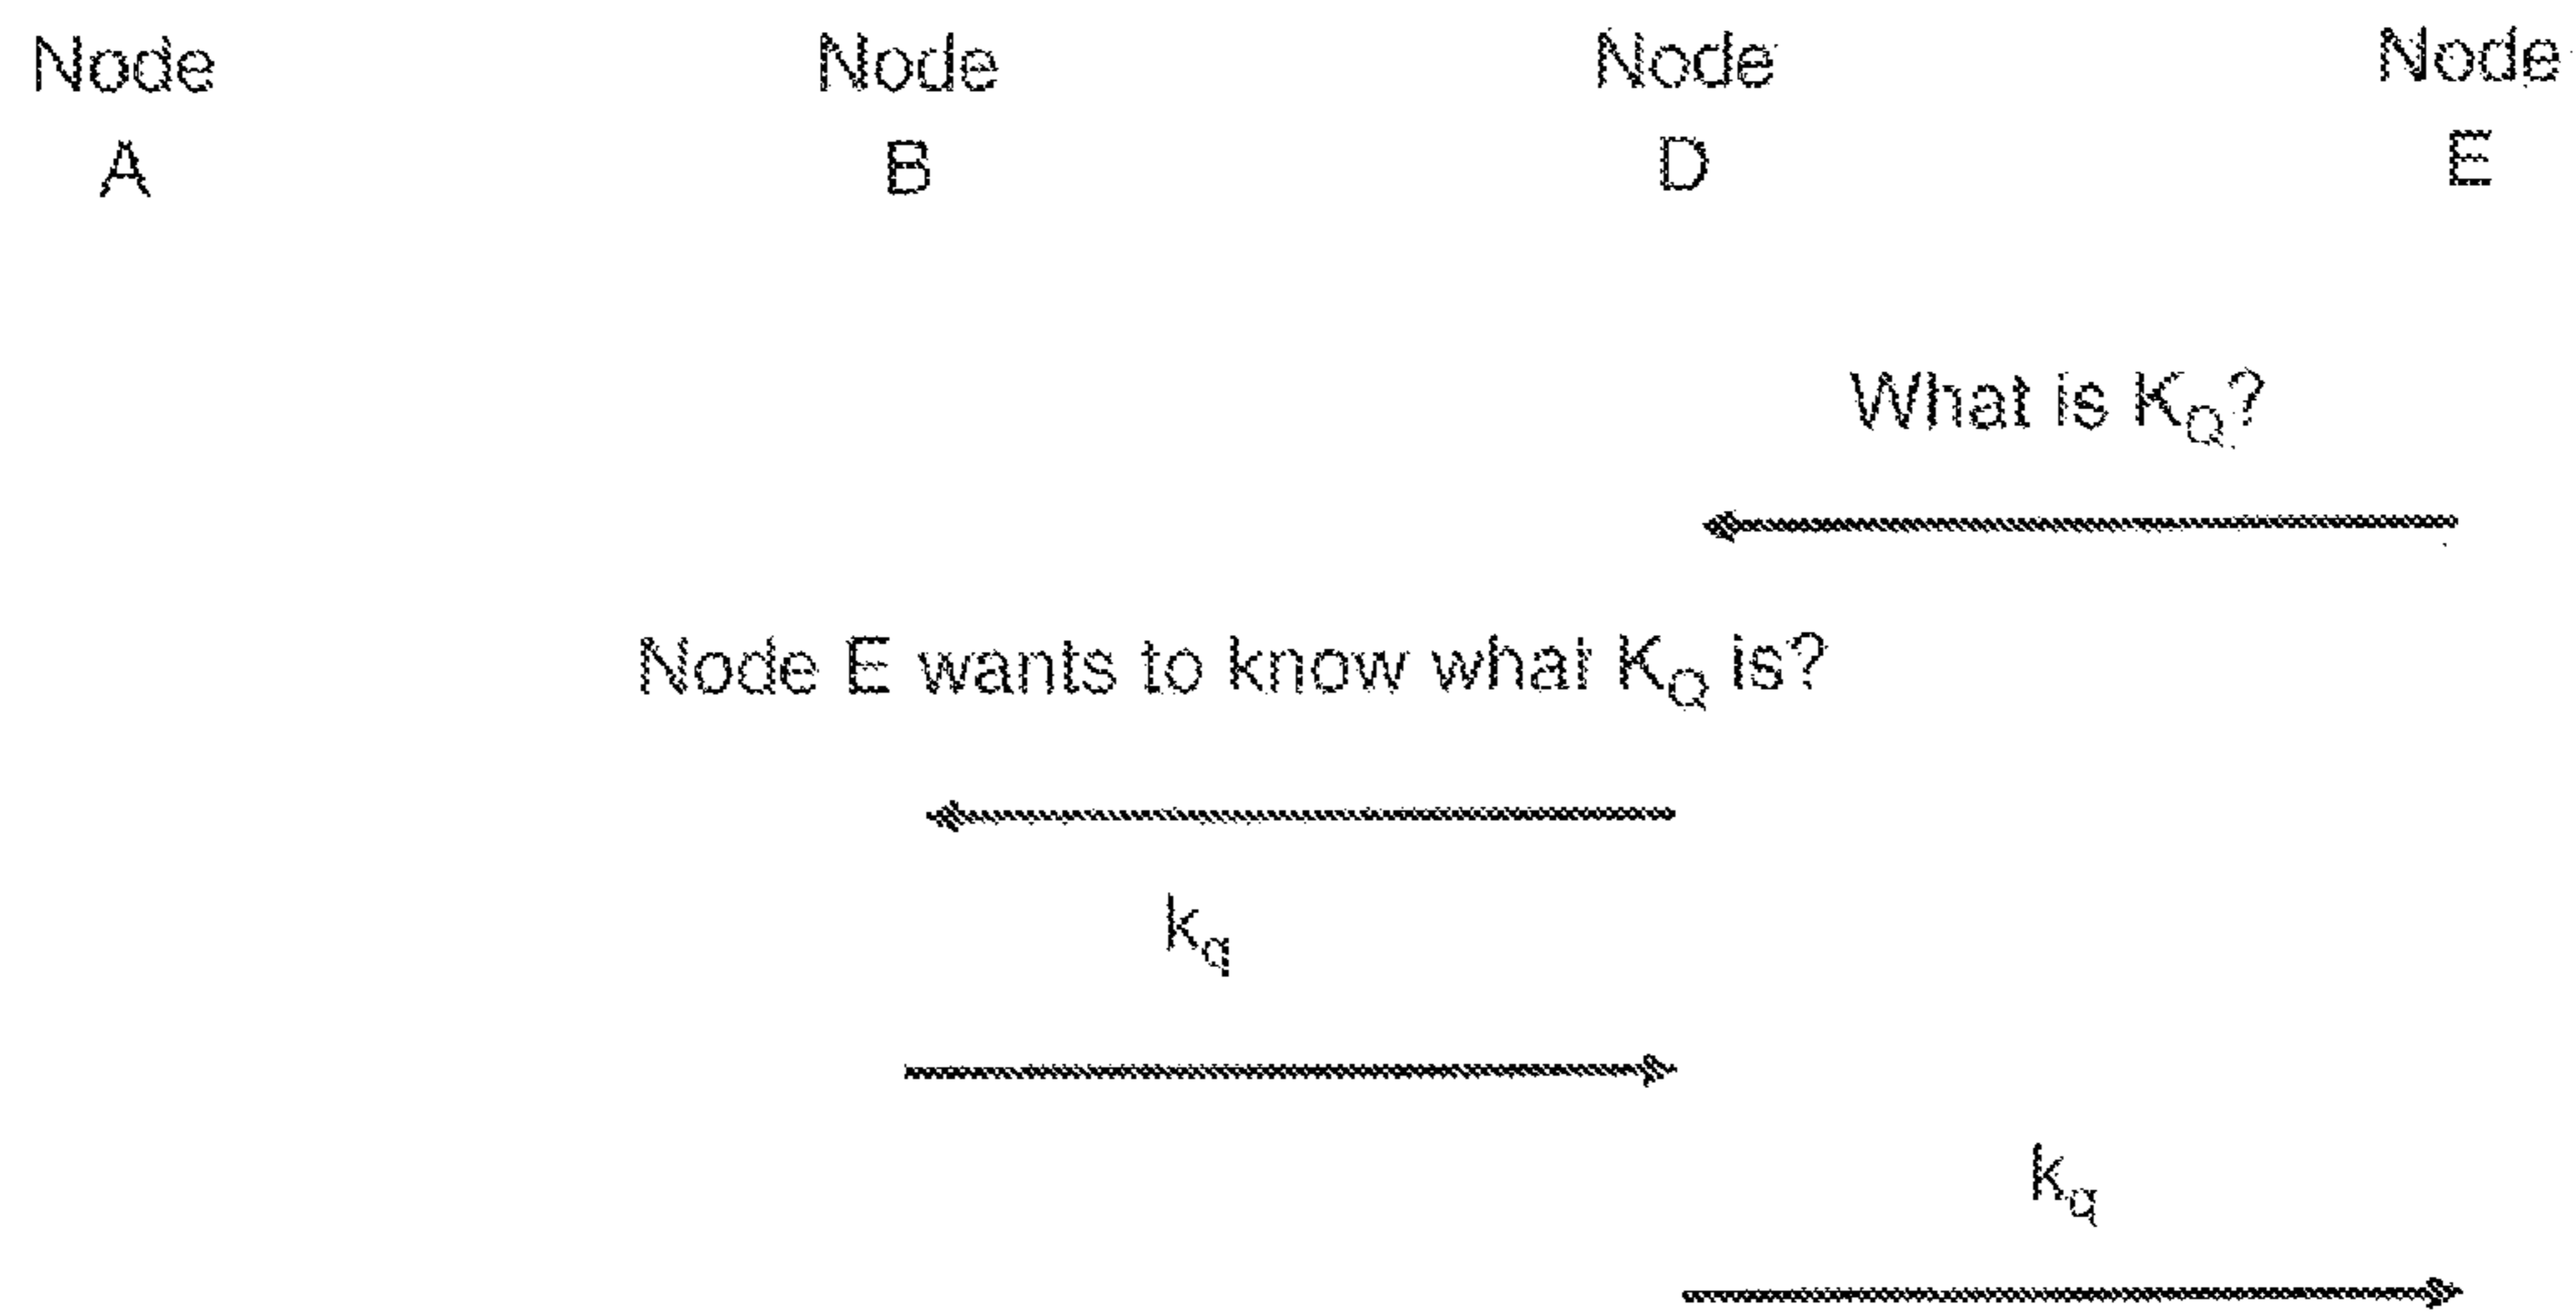 Node Node Node Node
A B D E
What is K_Q?
Node E wants to know what K_Q is?
k_q
k_q